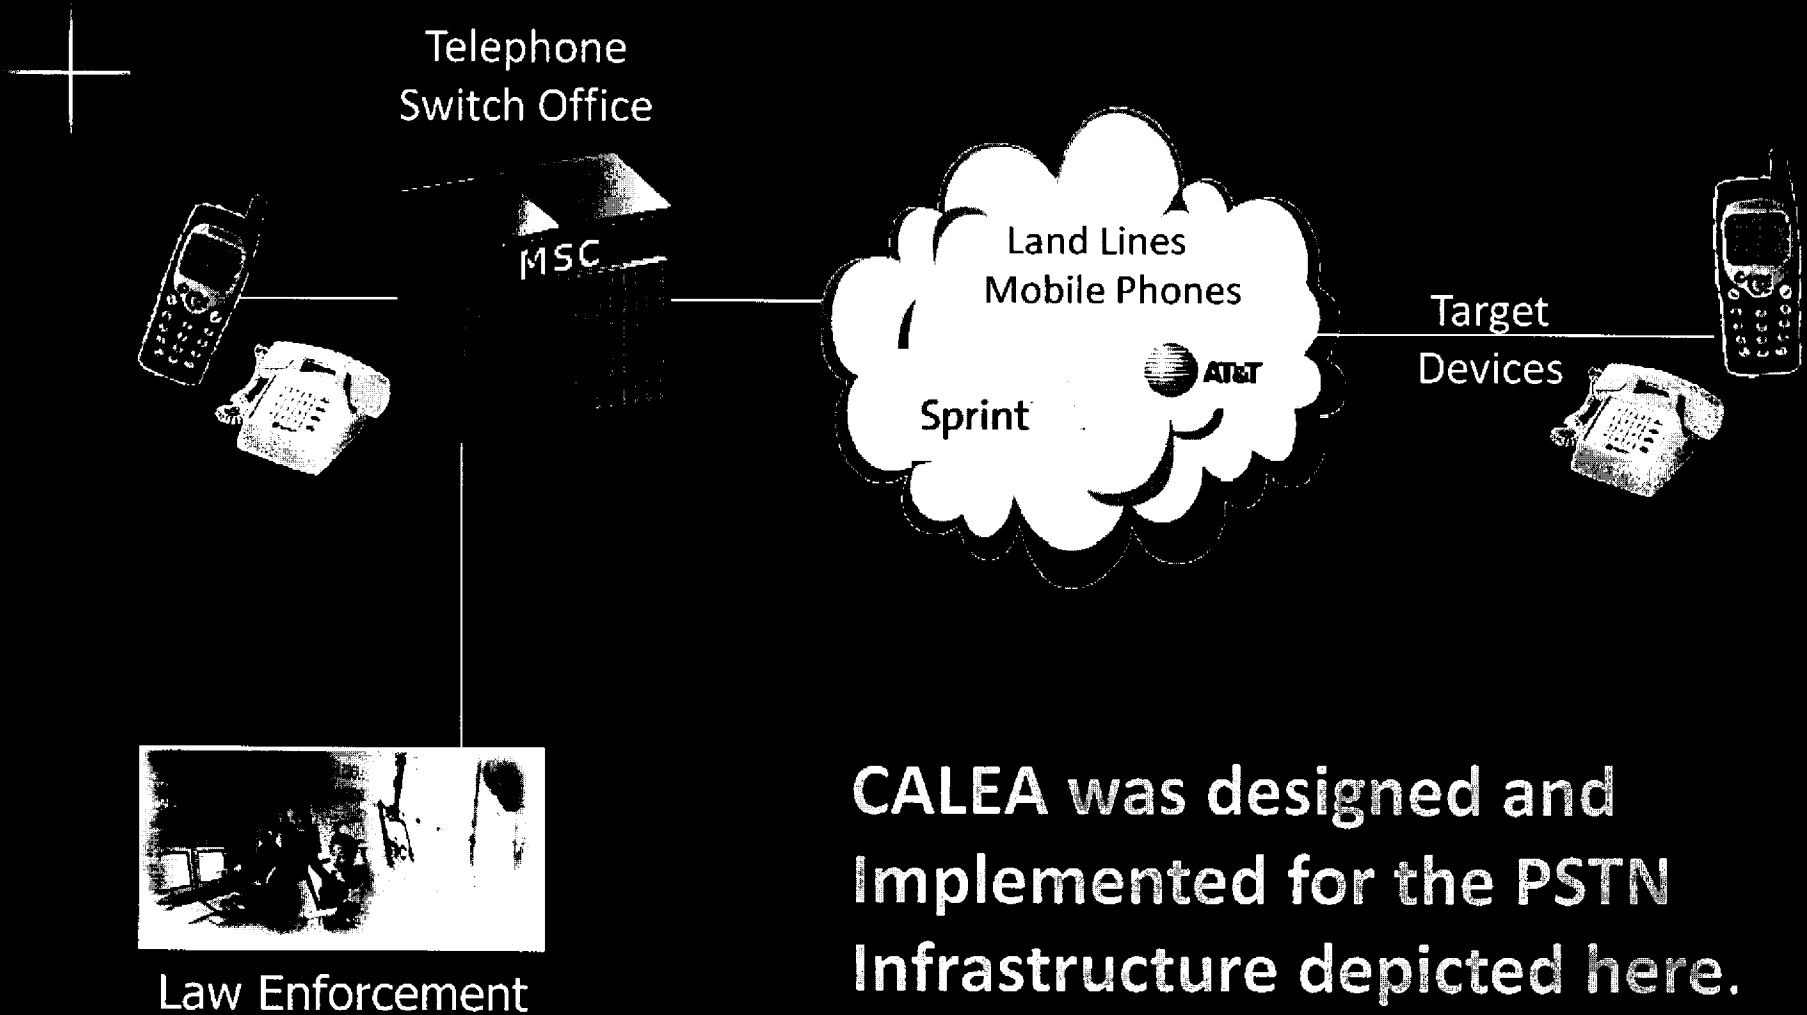 Telephone
Switch Office
MSC
Land Lines
Mobile Phones
AT&T
Sprint
Target
Devices
Law Enforcement
CALEA was designed and
Implemented for the PSTN
Infrastructure depicted here.